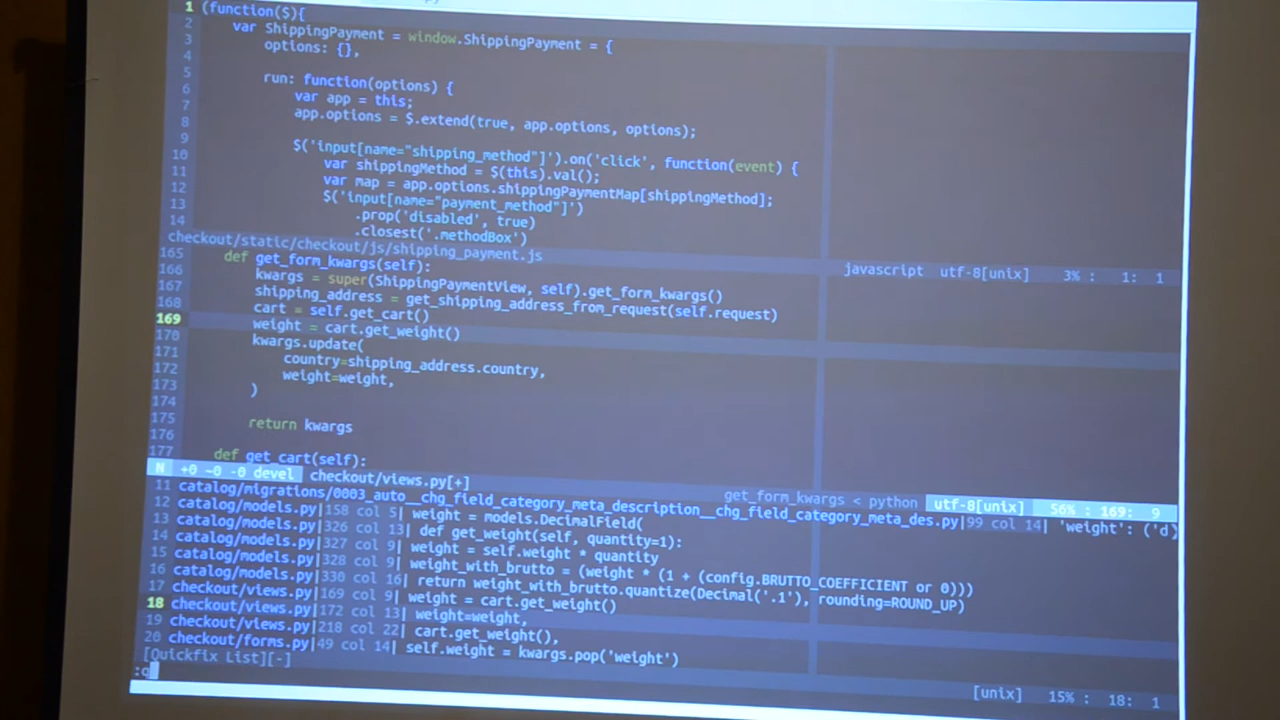 1 (function($){
2 var ShippingPayment = window.ShippingPayment = {
3 options: {},
4
5 run: function(options) {
6 var app = this;
7 app.options = $.extend(true, app.options, options);
8
9 $('input[name="shipping_method"]').on('click', function(event) {
10 var shippingMethod = $(this).val();
11 var map = app.options.shippingPaymentMap[shippingMethod];
12 $('input[name="payment_method"]')
13 .prop('disabled', true)
14 .closest('.methodBox')
checkout/static/checkout/js/shipping_payment.js javascript utf-8[unix] 3% : 1: 1
165 def get_form_kwargs(self):
166 kwargs = super(ShippingPaymentView, self).get_form_kwargs()
167 shipping_address = get_shipping_address_from_request(self.request)
168 cart = self.get_cart()
169 weight = cart.get_weight()
170 kwargs.update(
171 country=shipping_address.country,
172 weight=weight,
173 )
174
175 return kwargs
176
177 def get_cart(self):
N +0 ~0 -0 devel checkout/views.py[+] get_form_kwargs < python utf-8[unix] 56% : 169: 9
11 catalog/migrations/0003_auto__chg_field_category_meta_description__chg_field_category_meta_des.py|99 col 14| 'weight': ('d
12 catalog/models.py|158 col 5| weight = models.DecimalField(
13 catalog/models.py|326 col 13| def get_weight(self, quantity=1):
14 catalog/models.py|327 col 9| weight = self.weight * quantity
15 catalog/models.py|328 col 9| weight_with_brutto = (weight * (1 + (config.BRUTTO_COEFFICIENT or 0)))
16 catalog/models.py|330 col 16| return weight_with_brutto.quantize(Decimal('.1'), rounding=ROUND_UP)
17 checkout/views.py|169 col 9| weight = cart.get_weight()
18 checkout/views.py|172 col 13| weight=weight,
19 checkout/views.py|218 col 22| cart.get_weight(),
20 checkout/forms.py|49 col 14| self.weight = kwargs.pop('weight')
[Quickfix List][-] [unix] 15% : 18: 1
:q